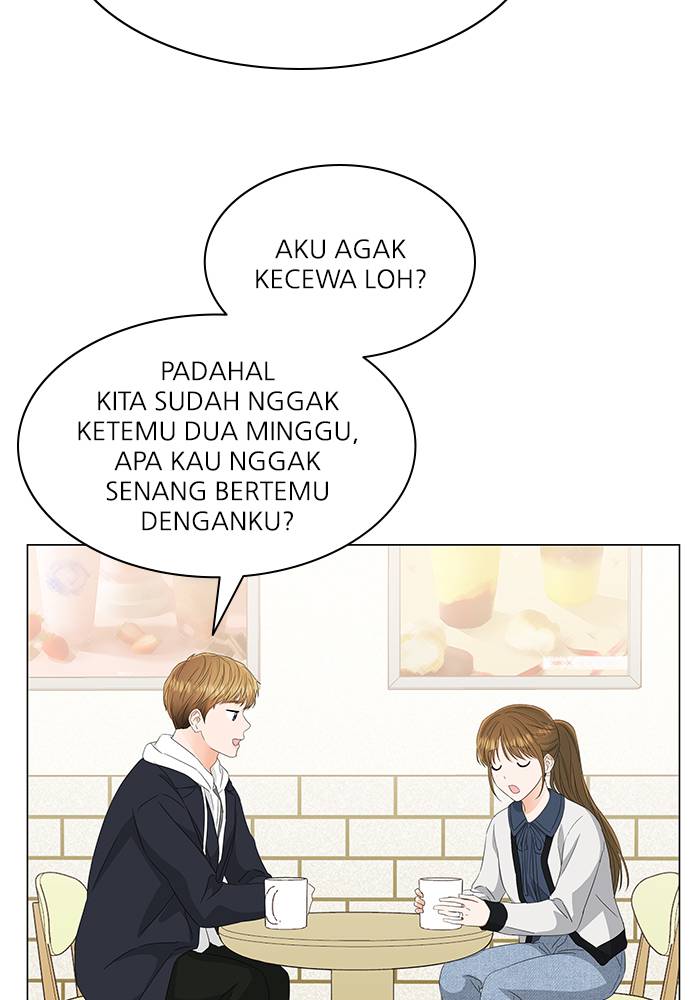 AKU AGAK
KECEWA LOH?
PADAHAL
KITA SUDAH NGGAK
KETEMU DUA MINGGU,
APA KAU NGGAK
SENANG BERTEMU
DENGANKU?